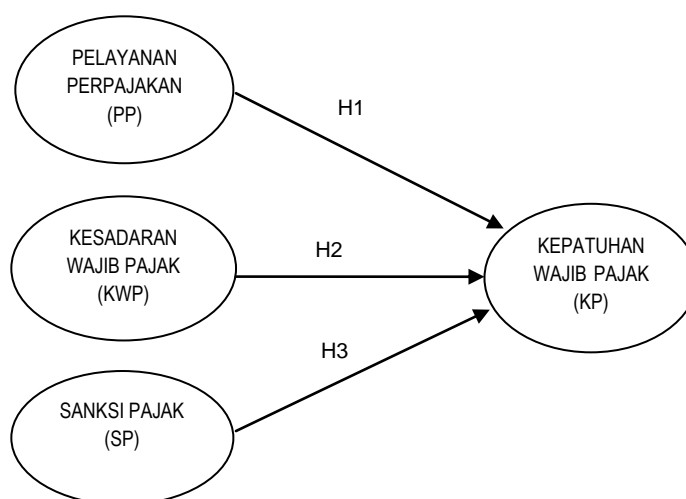 PELAYANAN
PERPAJAKAN
(PP)
H1
KESADARAN
WAJIB PAJAK
(KWP)
H2
KEPATUHAN
WAJIB PAJAK
(KP)
H3
SANKSI PAJAK
(SP)